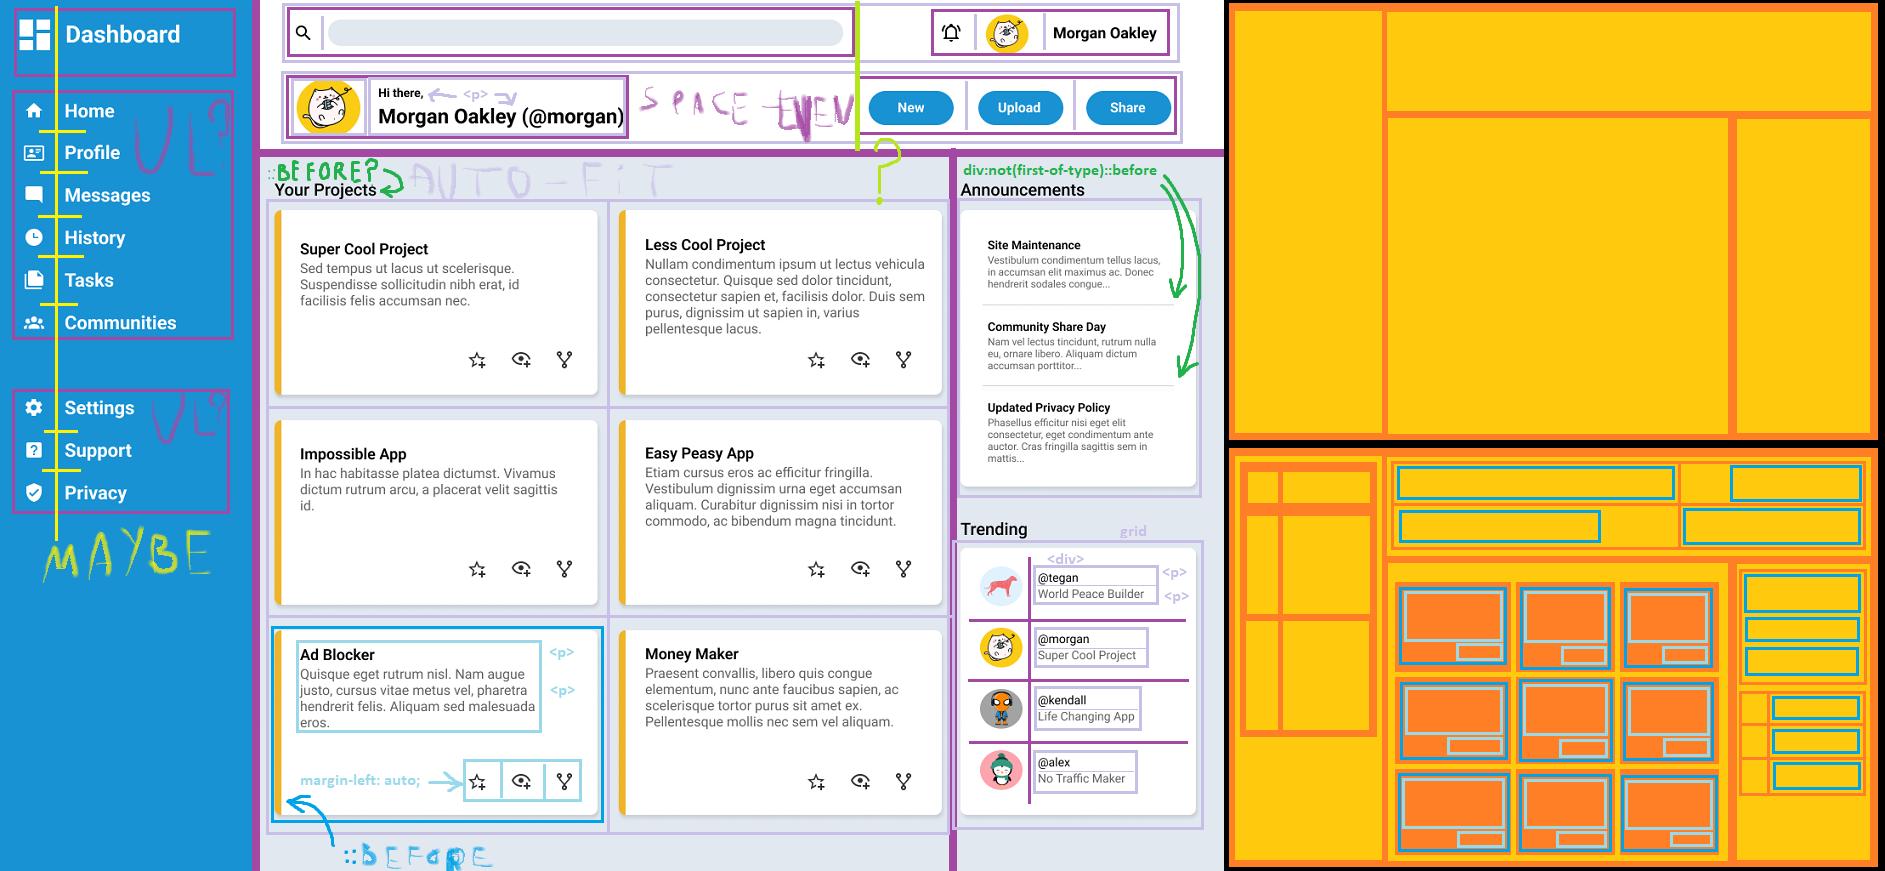 Dashboard
Home
Profile
Messages
History
Tasks
Communities
UL?
Settings
Support
Privacy
UL?
MAYBE
Morgan Oakley
Hi there,
<p>
Morgan Oakley (@morgan)
SPACE-EVEN
New
Upload
Share
?
::BEFORE?
AUTO-FIT
Your Projects
Super Cool Project
Sed tempus ut lacus ut scelerisque.
Suspendisse sollicitudin nibh erat, id
facilisis felis accumsan nec.
Less Cool Project
Nullam condimentum ipsum ut lectus vehicula
consectetur. Quisque sed dolor tincidunt,
consectetur sapien et, facilisis dolor. Duis sem
purus, dignissim ut sapien in, varius
pellentesque lacus.
Impossible App
In hac habitasse platea dictumst. Vivamus
dictum rutrum arcu, a placerat velit sagittis
id.
Easy Peasy App
Etiam cursus eros ac efficitur fringilla.
Vestibulum dignissim urna eget accumsan
aliquam. Curabitur dignissim nisi in tortor
commodo, ac bibendum magna tincidunt.
Ad Blocker
<p>
Quisque eget rutrum nisl. Nam augue
justo, cursus vitae metus vel, pharetra
<p>
hendrerit felis. Aliquam sed malesuada
eros.
margin-left: auto;
::BEFORE
Money Maker
Praesent convallis, libero quis congue
elementum, nunc ante faucibus sapien, ac
scelerisque tortor purus sit amet ex.
Pellentesque mollis nec sem vel aliquam.
div:not(first-of-type)::before
Announcements
Site Maintenance
Vestibulum condimentum tellus lacus,
in accumsan elit maximus ac. Donec
hendrerit sodales congue...
Community Share Day
Nam vel lectus tincidunt, rutrum nulla
eu, ornare libero. Aliquam dictum
accumsan porttitor...
Updated Privacy Policy
Phasellus efficitur nisi eget elit
consectetur, eget condimentum ante
auctor. Cras fringilla sagittis sem in
mattis...
Trending
grid
<div>
@tegan
<p>
World Peace Builder
<p>
@morgan
Super Cool Project
@kendall
Life Changing App
@alex
No Traffic Maker